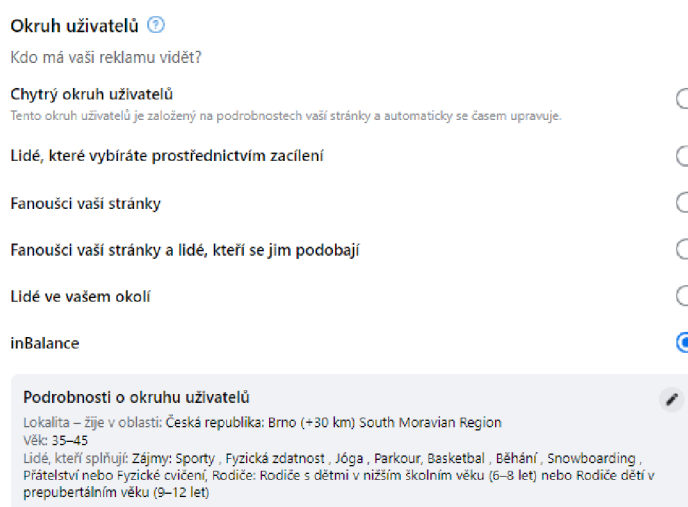 Okruh uživatelů ?
Kdo má vaši reklamu vidět?
Chytrý okruh uživatelů
Tento okruh uživatelů je založený na podrobnostech vaší stránky a automaticky se časem upravuje.
Lidé, které vybíráte prostřednictvím zacílení
Fanoušci vaší stránky
Fanoušci vaší stránky a lidé, kteří se jim podobají
Lidé ve vašem okolí
inBalance
Podrobnosti o okruhu uživatelů
Lokalita – žije v oblasti: Česká republika: Brno (+30 km) South Moravian Region
Věk: 35–45
Lidé, kteří splňují: Zájmy: Sporty , Fyzická zdatnost , Jóga , Parkour, Basketbal , Běhání , Snowboarding ,
Přátelství nebo Fyzické cvičení, Rodiče: Rodiče s dětmi v nižším školním věku (6–8 let) nebo Rodiče dětí v
prepubertálním věku (9–12 let)